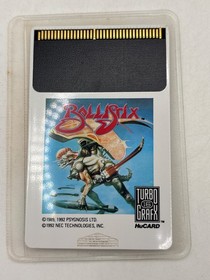 BALLISTIX
TURBO
GRAFX
HuCARD
©1989, 1992 PSYGNOSIS LTD.
©1992 NEC TECHNOLOGIES, INC.